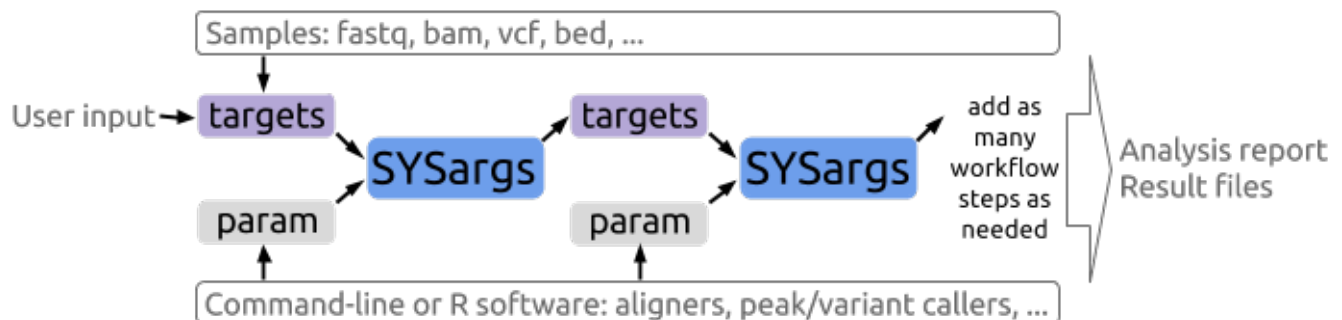 Samples: fastq, bam, vcf, bed, ...
User input
targets
SYSargs
param
targets
SYSargs
param
add as
many
workflow
steps as
needed
Analysis report
Result files
Command-line or R software: aligners, peak/variant callers, ...